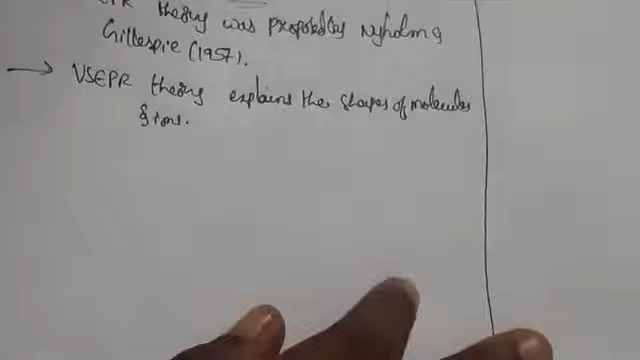 theory was proposed by Nyholm &
Gillespie (1957).
→ VSEPR theory explains the shapes of molecules
& ions.